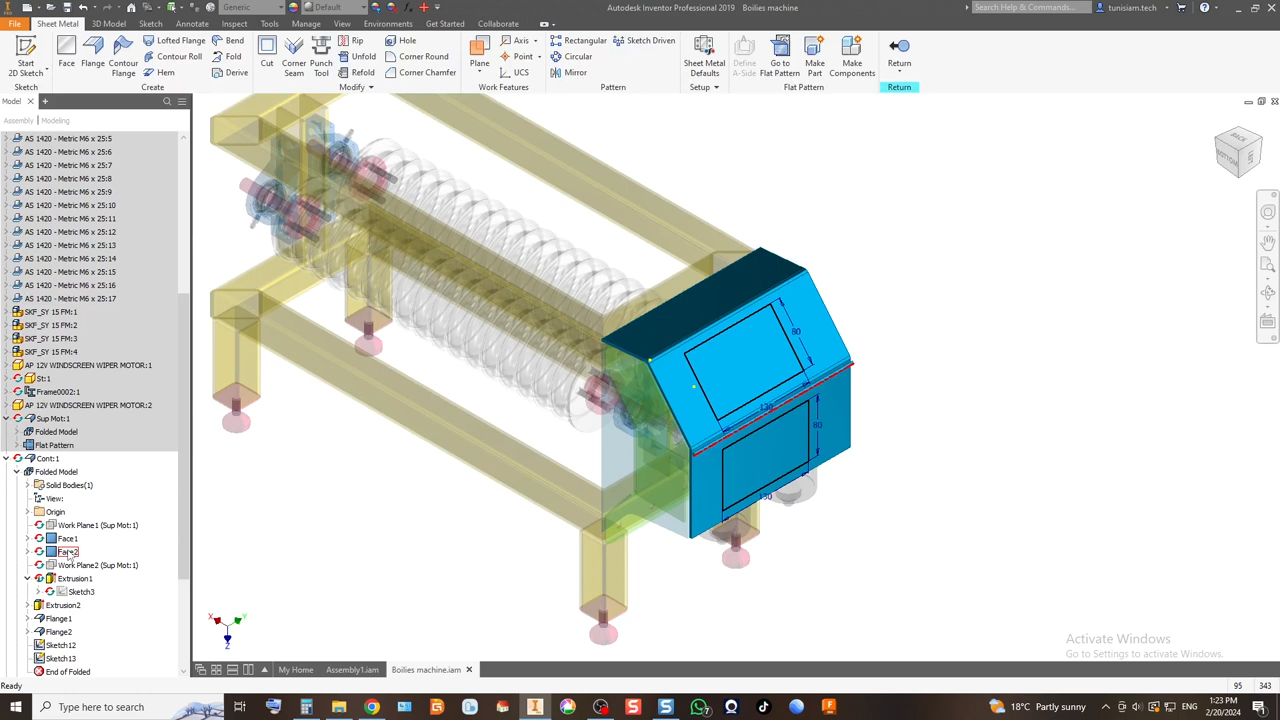 Generic
Default
Autodesk Inventor Professional 2019 Boilies machine
Search Help & Commands...
tunisiam.tech
File Sheet Metal 3D Model Sketch Annotate Inspect Tools Manage View Environments Get Started Vault Collaborate
Start 2D Sketch
Face
Flange
Contour Flange
Lofted Flange
Contour Roll
Hem
Bend
Fold
Derive
Cut
Corner Seam
Punch Tool
Rip
Unfold
Refold
Hole
Corner Round
Corner Chamfer
Plane
Axis
Point
UCS
Rectangular
Circular
Mirror
Sketch Driven
Sheet Metal Defaults
Define A-Side
Go to Flat Pattern
Make Part
Make Components
Return
Sketch Create Modify Work Features Pattern Setup Flat Pattern Return
Model
Assembly Modeling
AS 1420 - Metric M6 x 25:5
AS 1420 - Metric M6 x 25:6
AS 1420 - Metric M6 x 25:7
AS 1420 - Metric M6 x 25:8
AS 1420 - Metric M6 x 25:9
AS 1420 - Metric M6 x 25:10
AS 1420 - Metric M6 x 25:11
AS 1420 - Metric M6 x 25:12
AS 1420 - Metric M6 x 25:13
AS 1420 - Metric M6 x 25:14
AS 1420 - Metric M6 x 25:15
AS 1420 - Metric M6 x 25:16
AS 1420 - Metric M6 x 25:17
SKF_SY 15 FM:1
SKF_SY 15 FM:2
SKF_SY 15 FM:3
SKF_SY 15 FM:4
AP 12V WINDSCREEN WIPER MOTOR:1
St:1
Frame0002:1
AP 12V WINDSCREEN WIPER MOTOR:2
Sup Mot:1
Folded Model
Flat Pattern
Cont:1
Folded Model
Solid Bodies(1)
View:
Origin
Work Plane1 (Sup Mot:1)
Face1
Face2
Work Plane2 (Sup Mot:1)
Extrusion1
Sketch3
Extrusion2
Flange1
Flange2
Sketch12
Sketch13
End of Folded
80
130
80
130
BACK
BOTTOM
X Y
Z
Activate Windows
Go to Settings to activate Windows.
My Home Assembly1.iam Boilies machine.iam
Ready
95 343
Type here to search
18°C Partly sunny
1:23 PM
2/20/2024